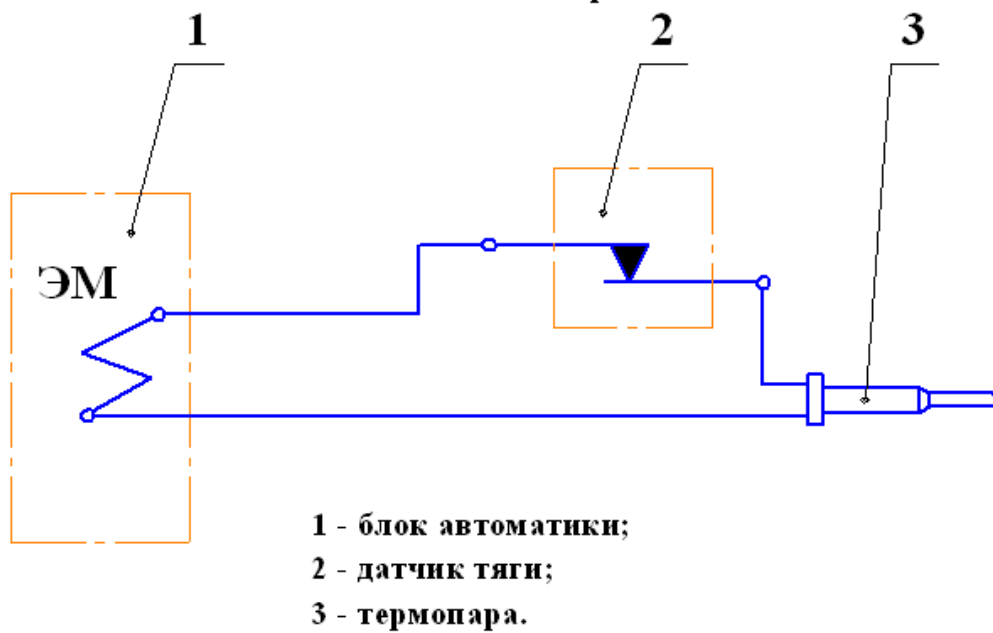 1
2
3
ЭМ
1 - блок автоматики;
2 - датчик тяги;
3 - термопара.